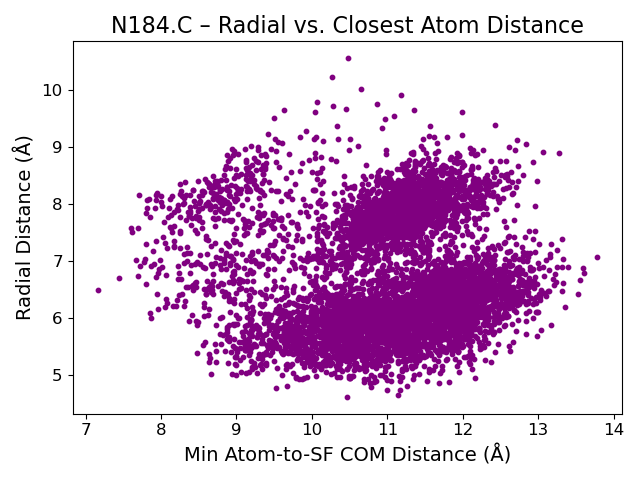 N184.C – Radial vs. Closest Atom Distance
Radial Distance (Å)
10
9
8
7
6
5
7 8 9 10 11 12 13 14
Min Atom-to-SF COM Distance (Å)